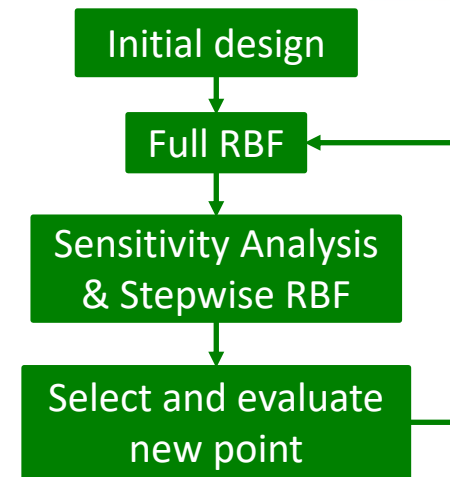 Initial design
Full RBF
Sensitivity Analysis
& Stepwise RBF
Select and evaluate
new point